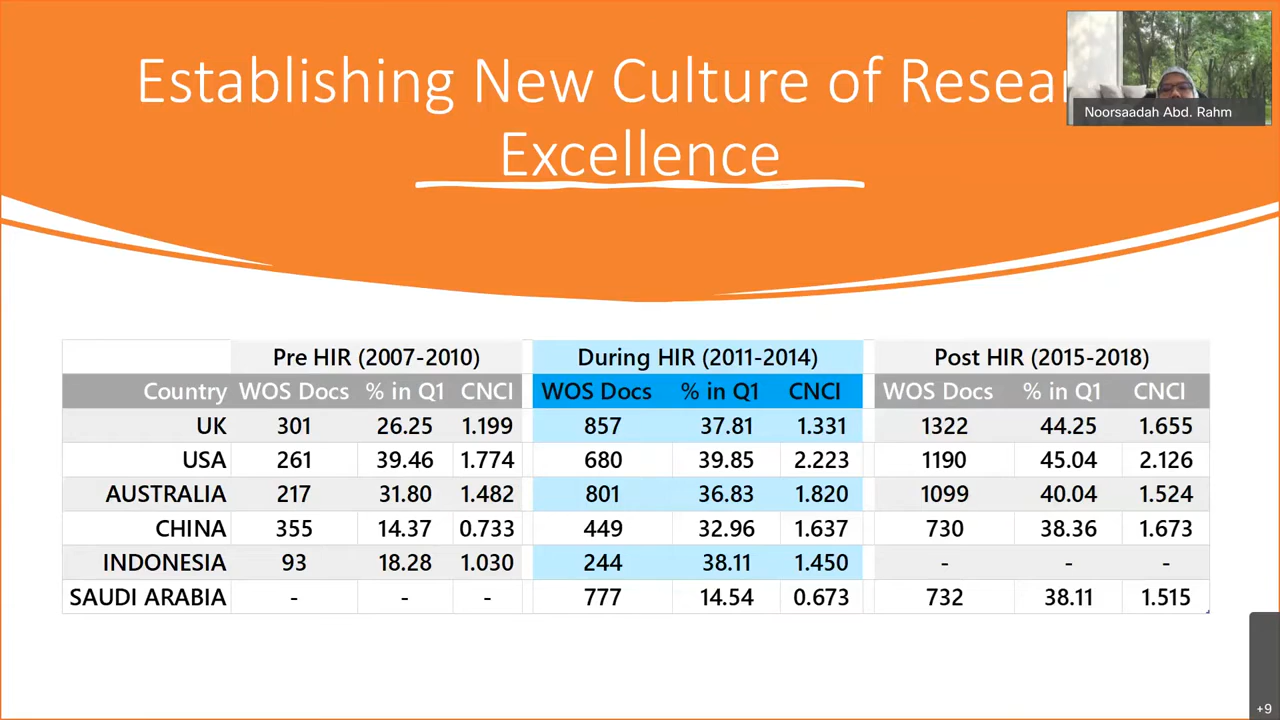 Establishing New Culture of Resear
Excellence
Noorsaadah Abd. Rahm
Pre HIR (2007-2010) During HIR (2011-2014) Post HIR (2015-2018)
Country WOS Docs % in Q1 CNCI WOS Docs % in Q1 CNCI WOS Docs % in Q1 CNCI
UK 301 26.25 1.199 857 37.81 1.331 1322 44.25 1.655
USA 261 39.46 1.774 680 39.85 2.223 1190 45.04 2.126
AUSTRALIA 217 31.80 1.482 801 36.83 1.820 1099 40.04 1.524
CHINA 355 14.37 0.733 449 32.96 1.637 730 38.36 1.673
INDONESIA 93 18.28 1.030 244 38.11 1.450 - - -
SAUDI ARABIA - - - 777 14.54 0.673 732 38.11 1.515
+9